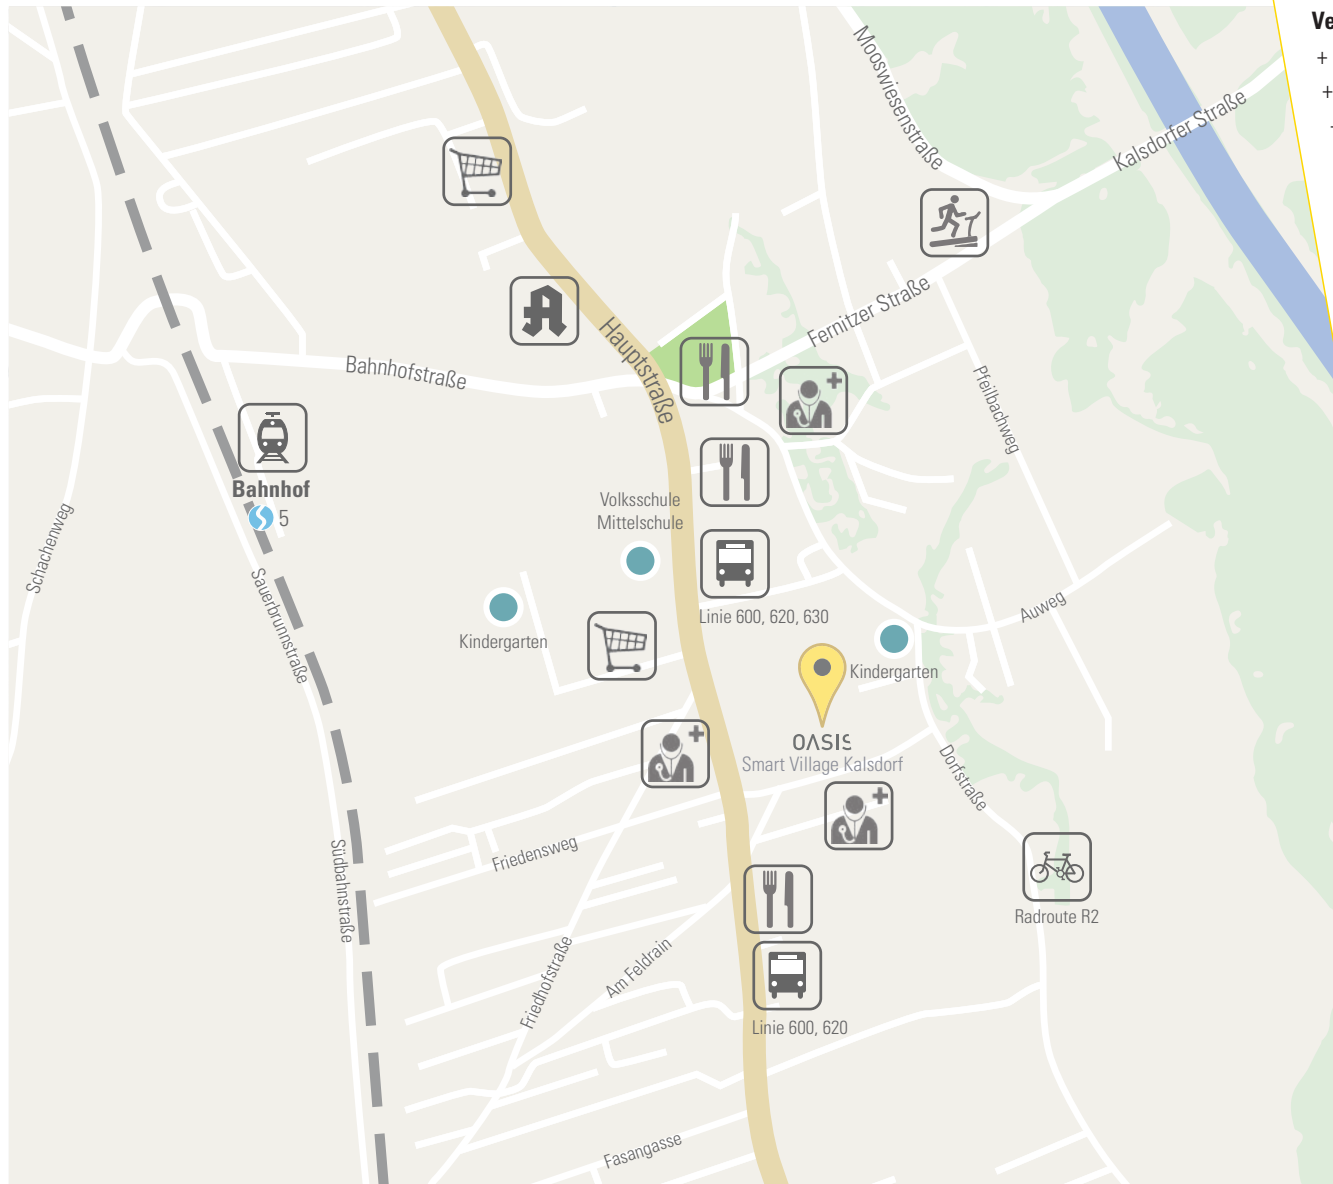 Ve
+
+
Mooswiesenstraße
Kalsdorfer Straße
Fernitzer Straße
Hauptstraße
Bahnhofstraße
Pfeilbachweg
Bahnhof
5
Volksschule
Mittelschule
Schachenweg
Sauerbrunnstraße
Kindergarten
Linie 600, 620, 630
Auweg
Kindergarten
OASIS
Smart Village Kalsdorf
Dorfstraße
Friedensweg
Südbahnstraße
Radroute R2
Friedhofstraße
Am Feldrain
Linie 600, 620
Fasangasse